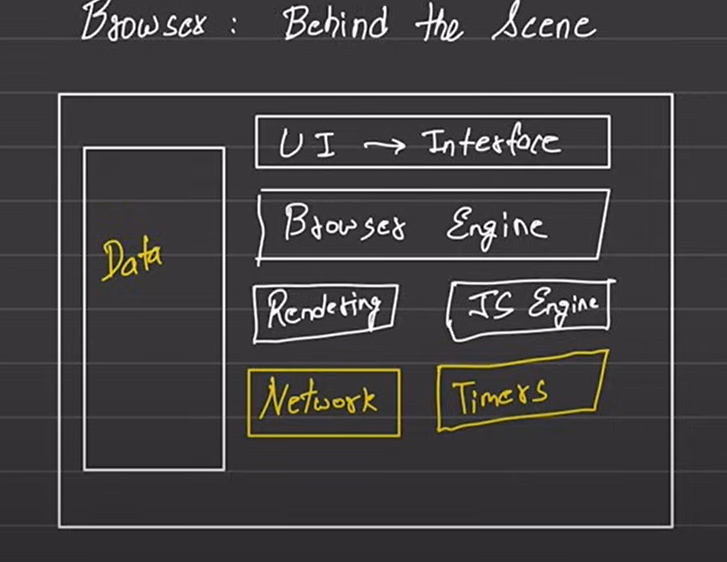 Browser : Behind the Scene
UI → Interface
Browser Engine
Data
Rendering
JS Engine
Network
Timers